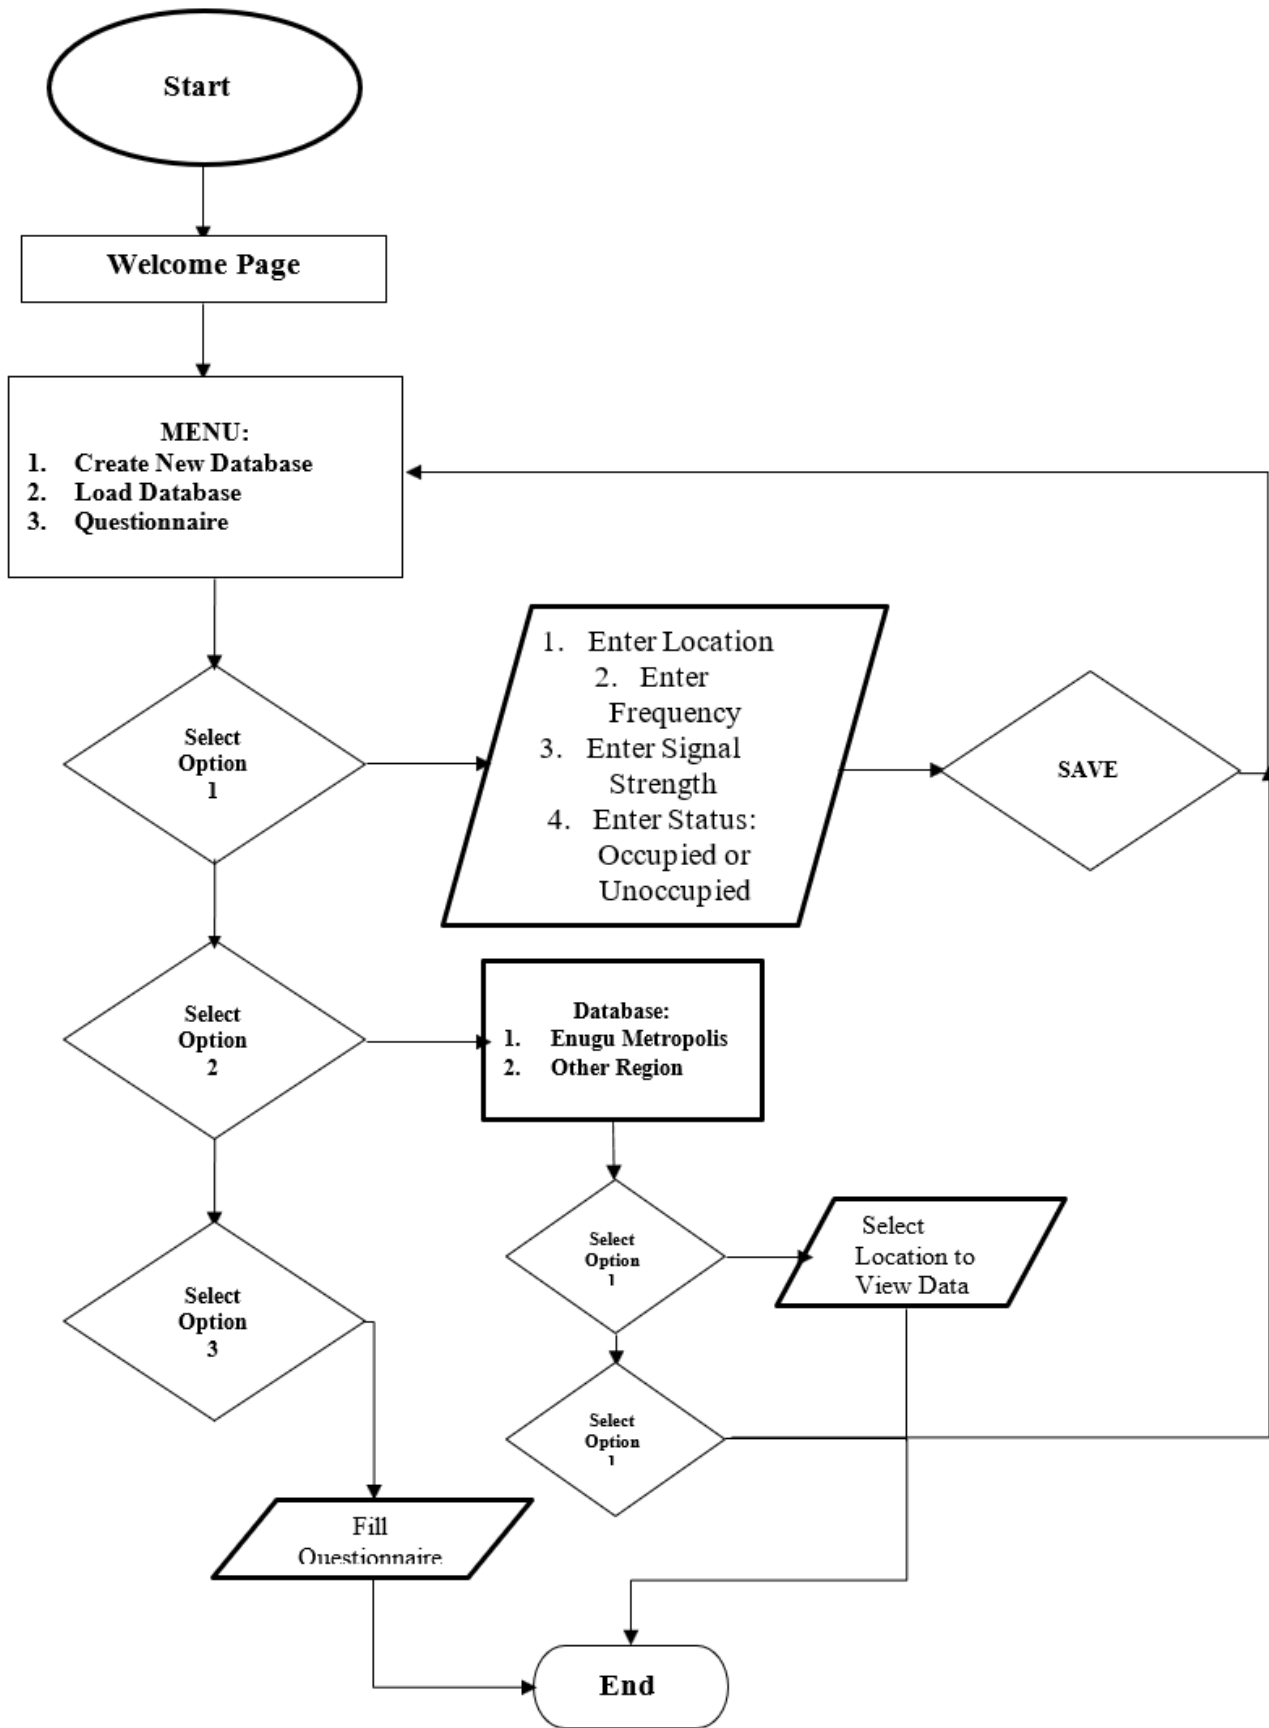 Start
Welcome Page
MENU:
1. Create New Database
2. Load Database
3. Questionnaire
1. Enter Location
2. Enter
Frequency
3. Enter Signal
Strength
4. Enter Status:
Occupied or
Unoccupied
Select
Option
1
SAVE
Select
Option
2
Database:
1. Enugu Metropolis
2. Other Region
Select
Option
3
Select
Option
1
Select
Location to
View Data
Select
Option
1
Fill
Questionnaire
End